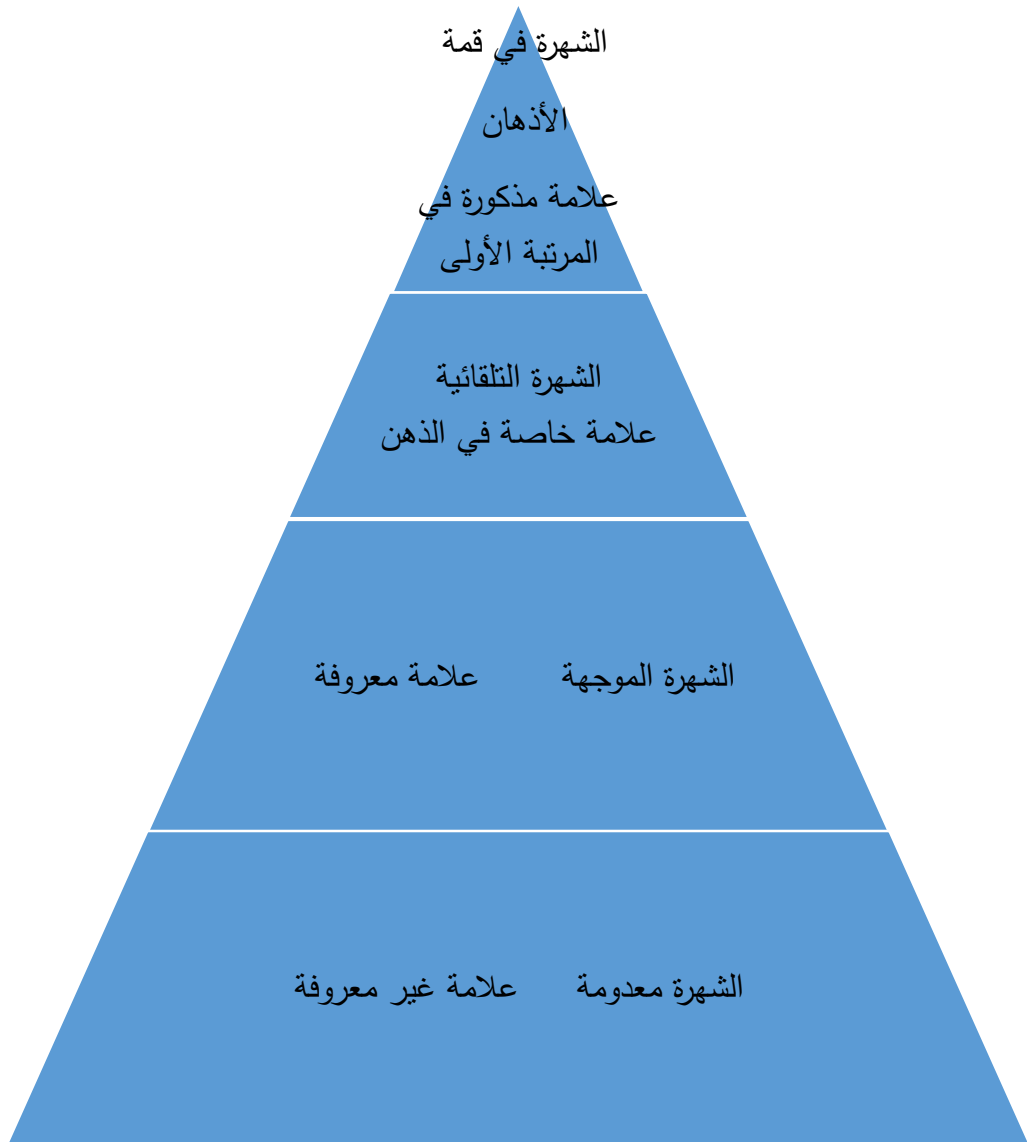 الشهرة في قمة
الأذهان
علامة مذكورة في
المرتبة الأولى
الشهرة التلقائية
علامة خاصة في الذهن
الشهرة الموجهة علامة معروفة
الشهرة معدومة علامة غير معروفة